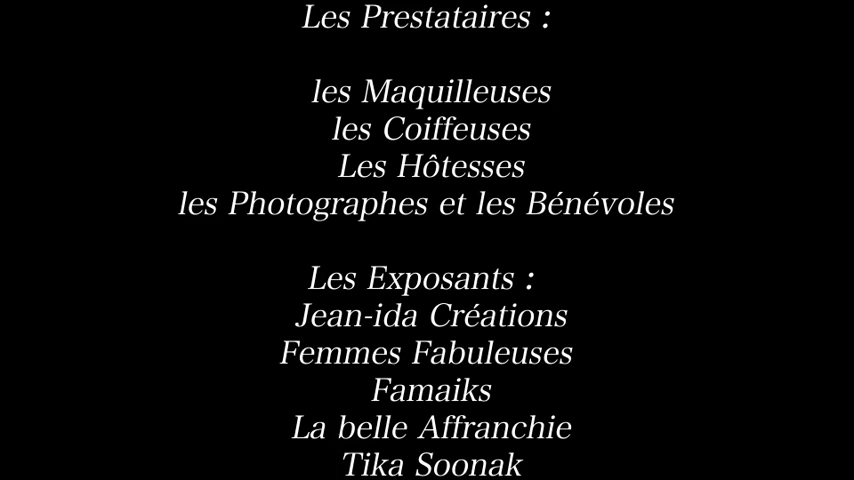 Les Prestataires :
les Maquilleuses
les Coiffeuses
Les Hôtesses
les Photographes et les Bénévoles
Les Exposants :
Jean-ida Créations
Femmes Fabuleuses
Famaiks
La belle Affranchie
Tika Soonak